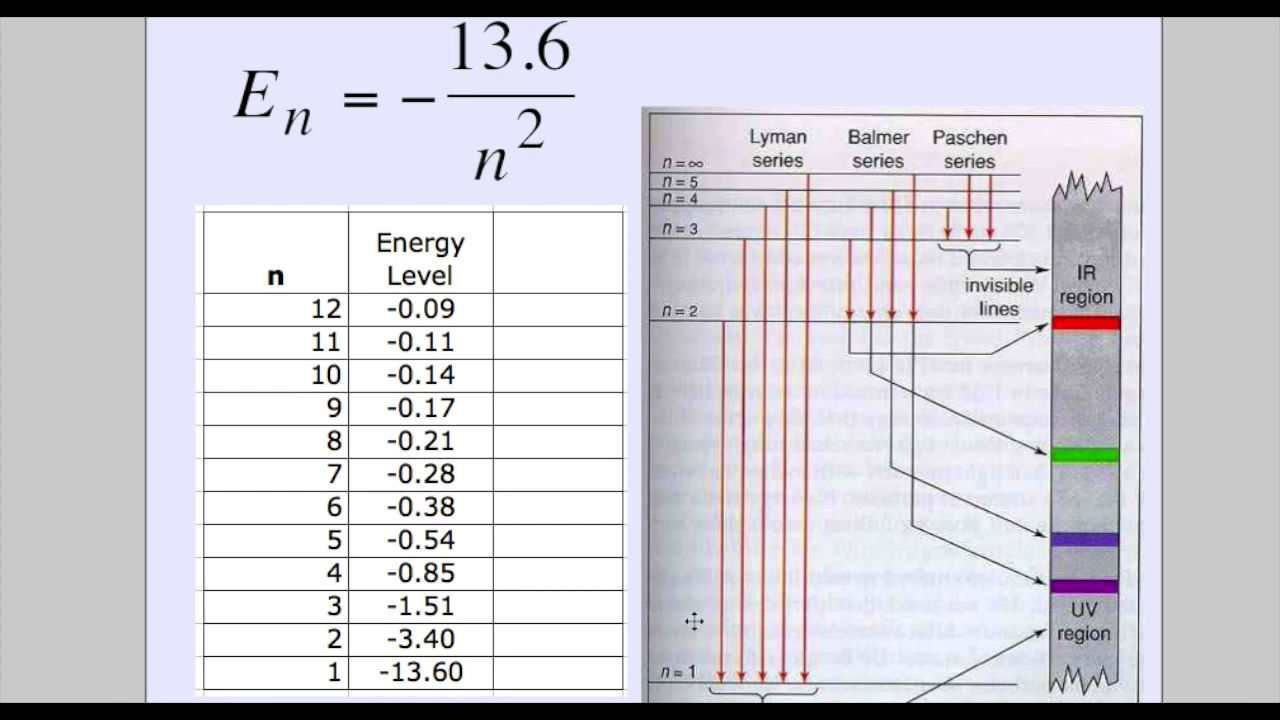 E_n = - 13.6 / n^2
n Energy Level
12 -0.09
11 -0.11
10 -0.14
9 -0.17
8 -0.21
7 -0.28
6 -0.38
5 -0.54
4 -0.85
3 -1.51
2 -3.40
1 -13.60
Lyman series
Balmer series
Paschen series
n = ∞
n = 5
n = 4
n = 3
n = 2
n = 1
invisible lines
IR region
UV region